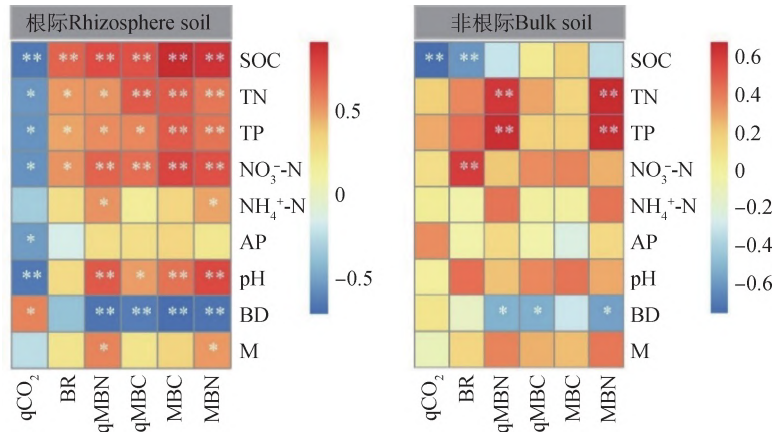 根际Rhizosphere soil
** ** ** ** ** ** SOC
* * * ** ** ** TN
* * * * ** ** TP
* * ** ** ** ** NO₃⁻-N
* * NH₄⁺-N
* AP
** ** * ** ** pH
* ** ** ** ** BD
* * M
qCO₂ BR qMBN qMBC MBC MBN
0.5
0
−0.5
非根际Bulk soil
** ** SOC
** ** TN
** ** TP
** NO₃⁻-N
NH₄⁺-N
AP
pH
* * * BD
M
qCO₂ BR qMBN qMBC MBC MBN
0.6
0.4
0.2
0
−0.2
−0.4
−0.6